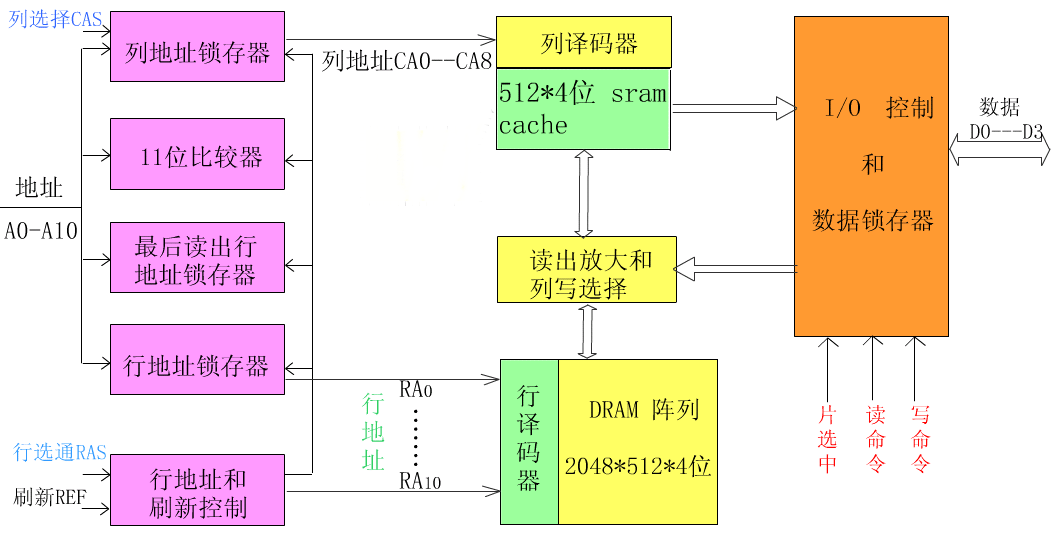 列选择CAS
列地址锁存器
列地址CA0--CA8
列译码器
512*4位 sram
cache
I/O 控制
和
数据锁存器
数据
D0---D3
11位比较器
地址
A0-A10
最后读出行
地址锁存器
读出放大和
列写选择
行地址锁存器
RA0
行地址
RA10
行译码器
DRAM 阵列
2048*512*4位
片选中
读命令
写命令
行选通RAS
刷新REF
行地址和
刷新控制